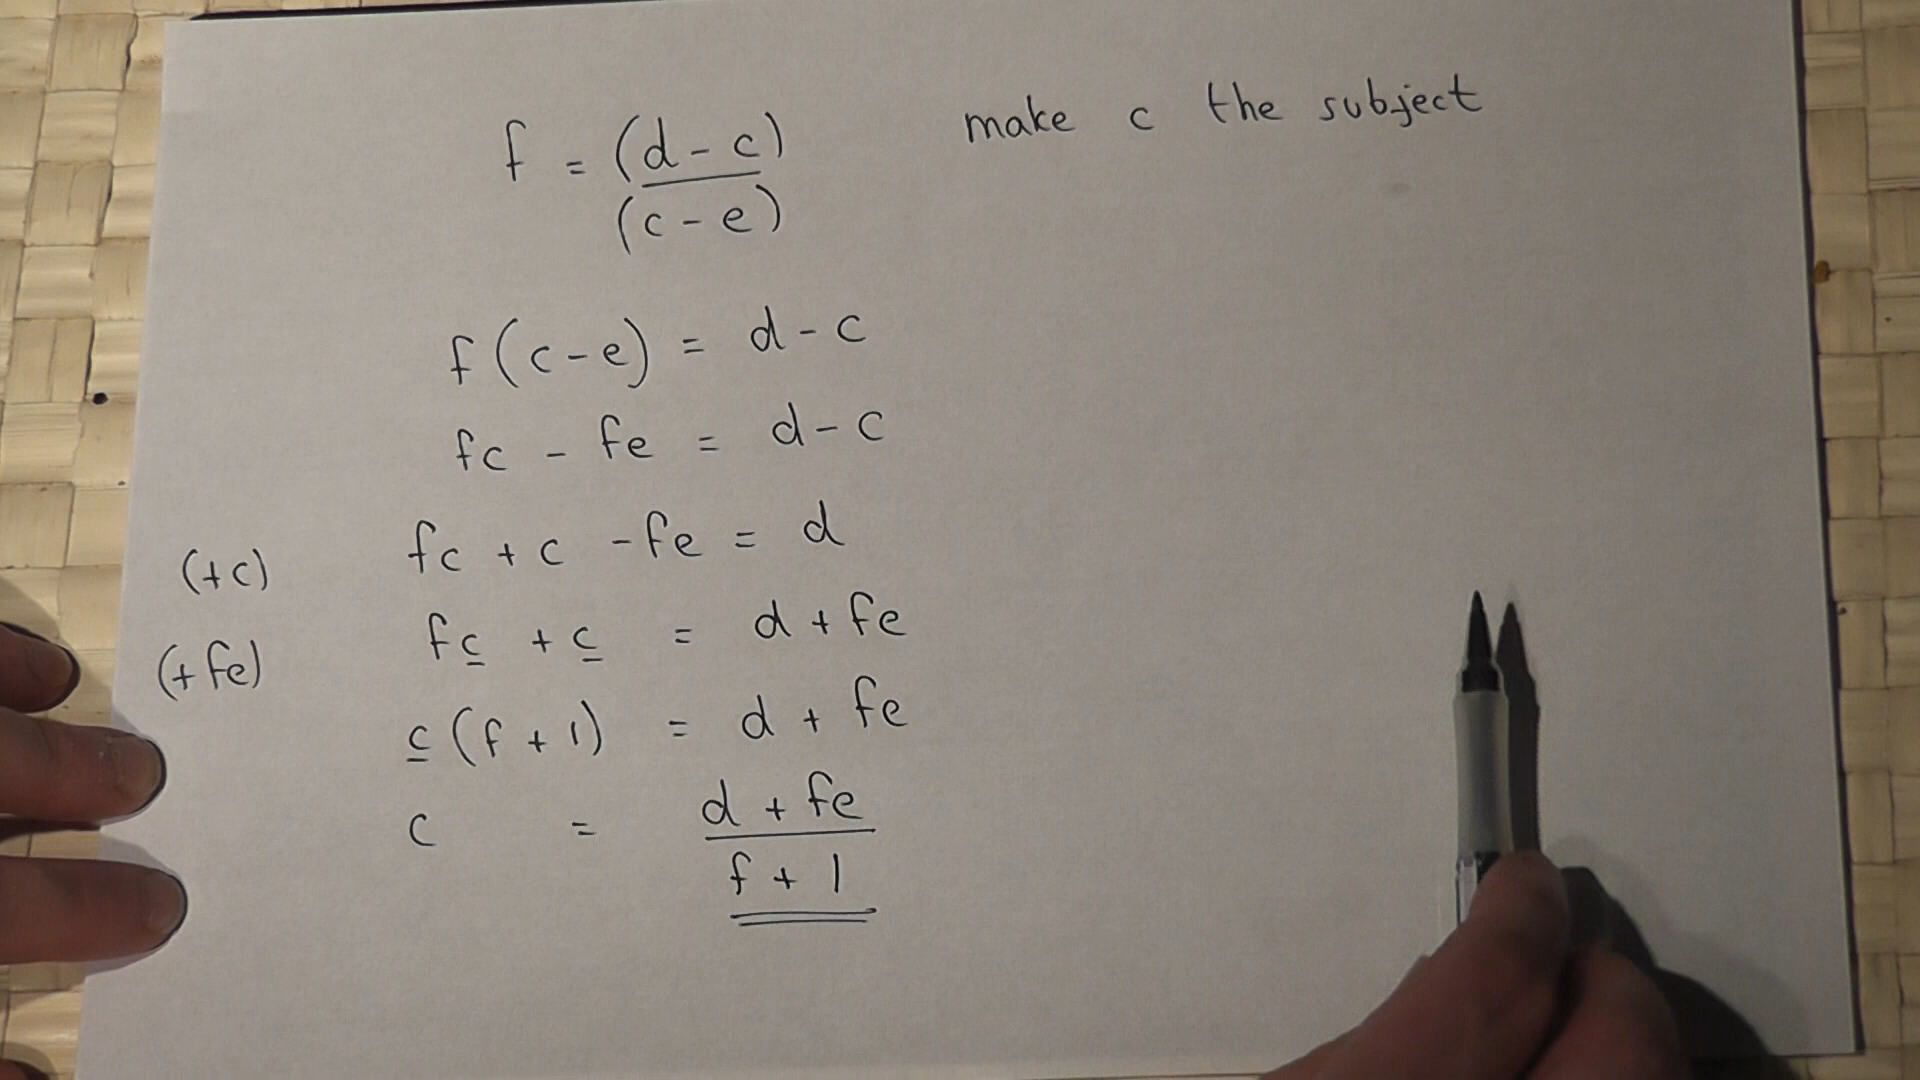 f = (d - c) make c the subject
(c - e)
f (c - e) = d - c
fc - fe = d - c
(+c) fc + c - fe = d
(+ fe) fc + c = d + fe
c (f + 1) = d + fe
c = d + fe
f + 1